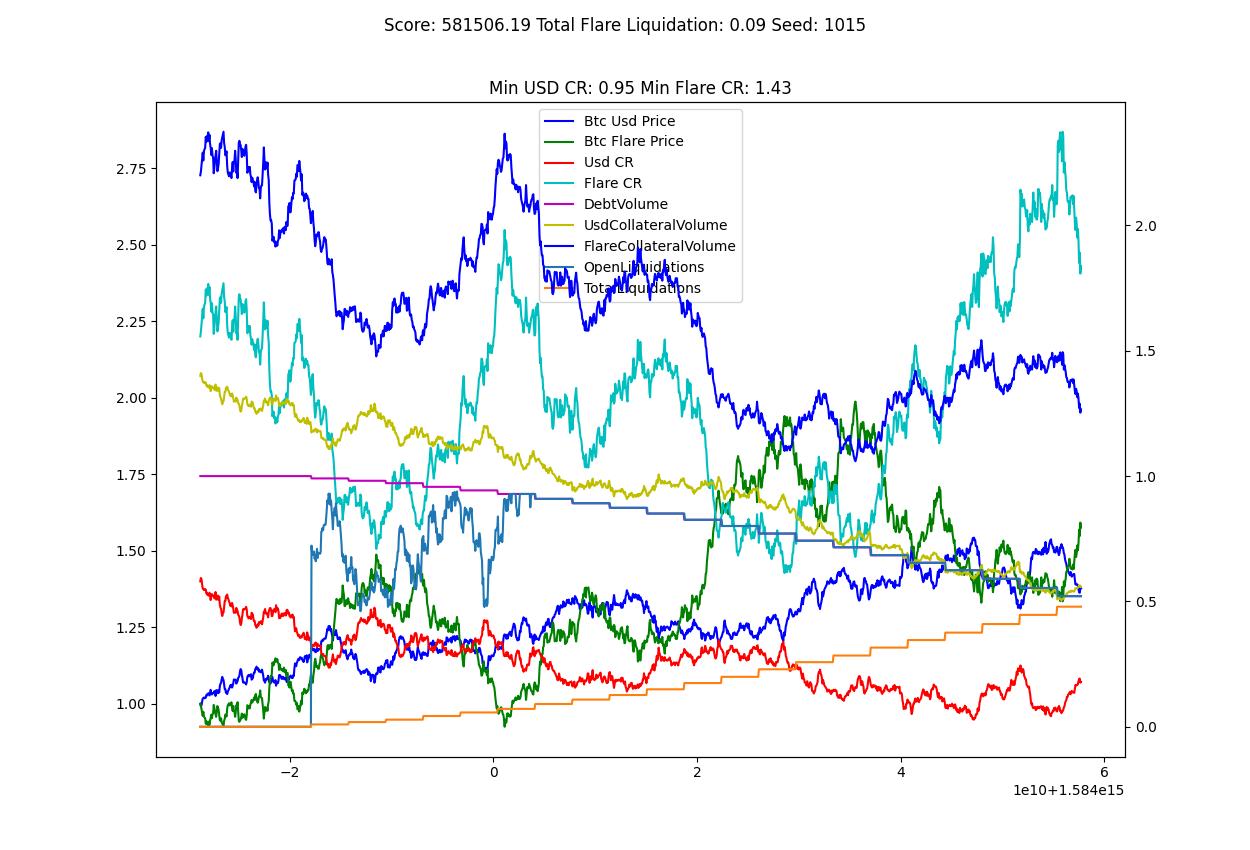 Score: 581506.19 Total Flare Liquidation: 0.09 Seed: 1015
Min USD CR: 0.95 Min Flare CR: 1.43
Btc Usd Price
Btc Flare Price
Usd CR
Flare CR
DebtVolume
UsdCollateralVolume
FlareCollateralVolume
OpenLiquidations
TotalLiquidations
2.75
2.50
2.25
2.00
1.75
1.50
1.25
1.00
2.0
1.5
1.0
0.5
0.0
−2 0 2 4 6
1e10+1.584e15